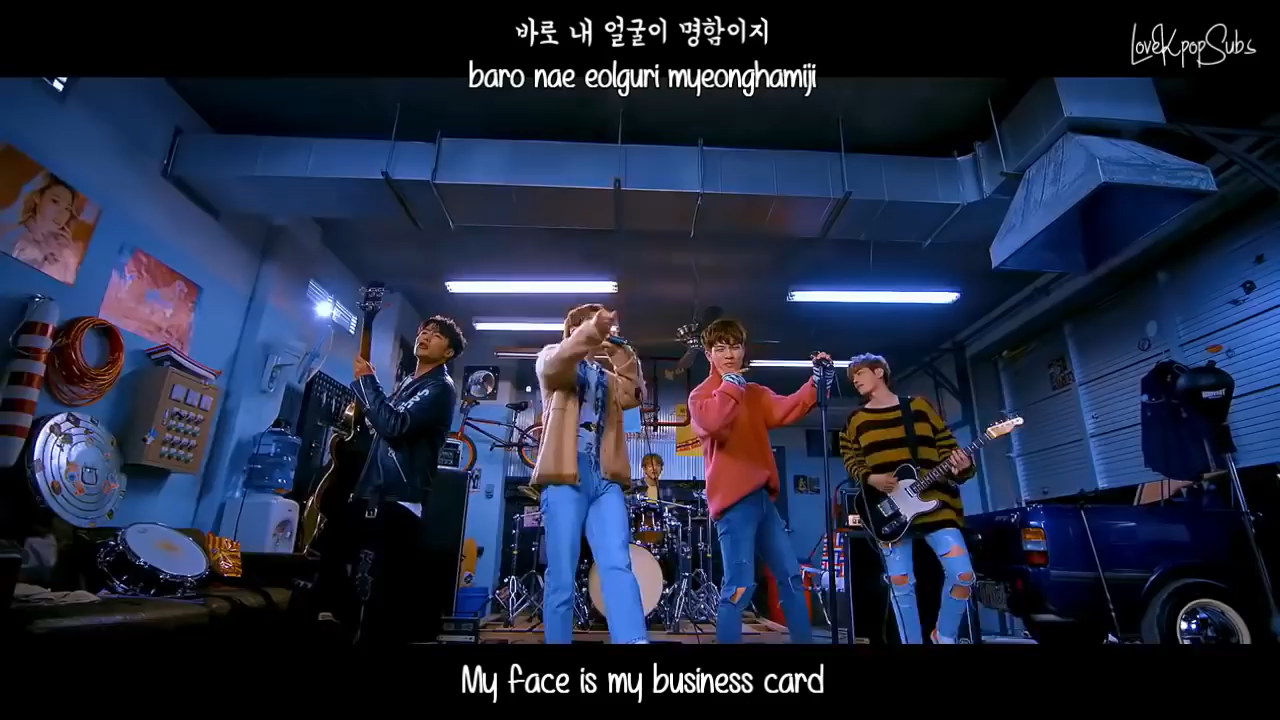 바로 내 얼굴이 명함이지
LoveKpopSubs
baro nae eolguri myeonghamiji
My face is my business card